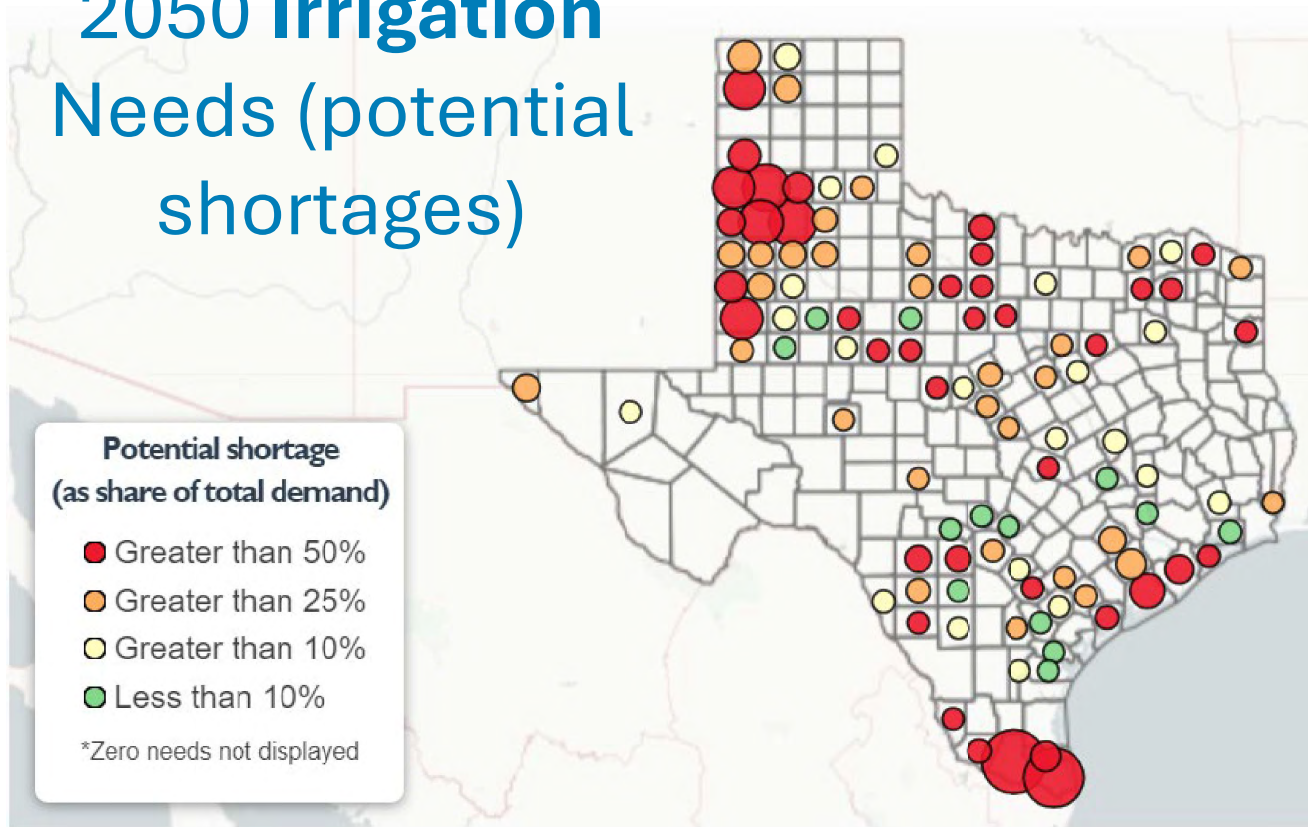 2050 Irrigation
Needs (potential
shortages)
Potential shortage
(as share of total demand)
Greater than 50%
Greater than 25%
Greater than 10%
Less than 10%
*Zero needs not displayed